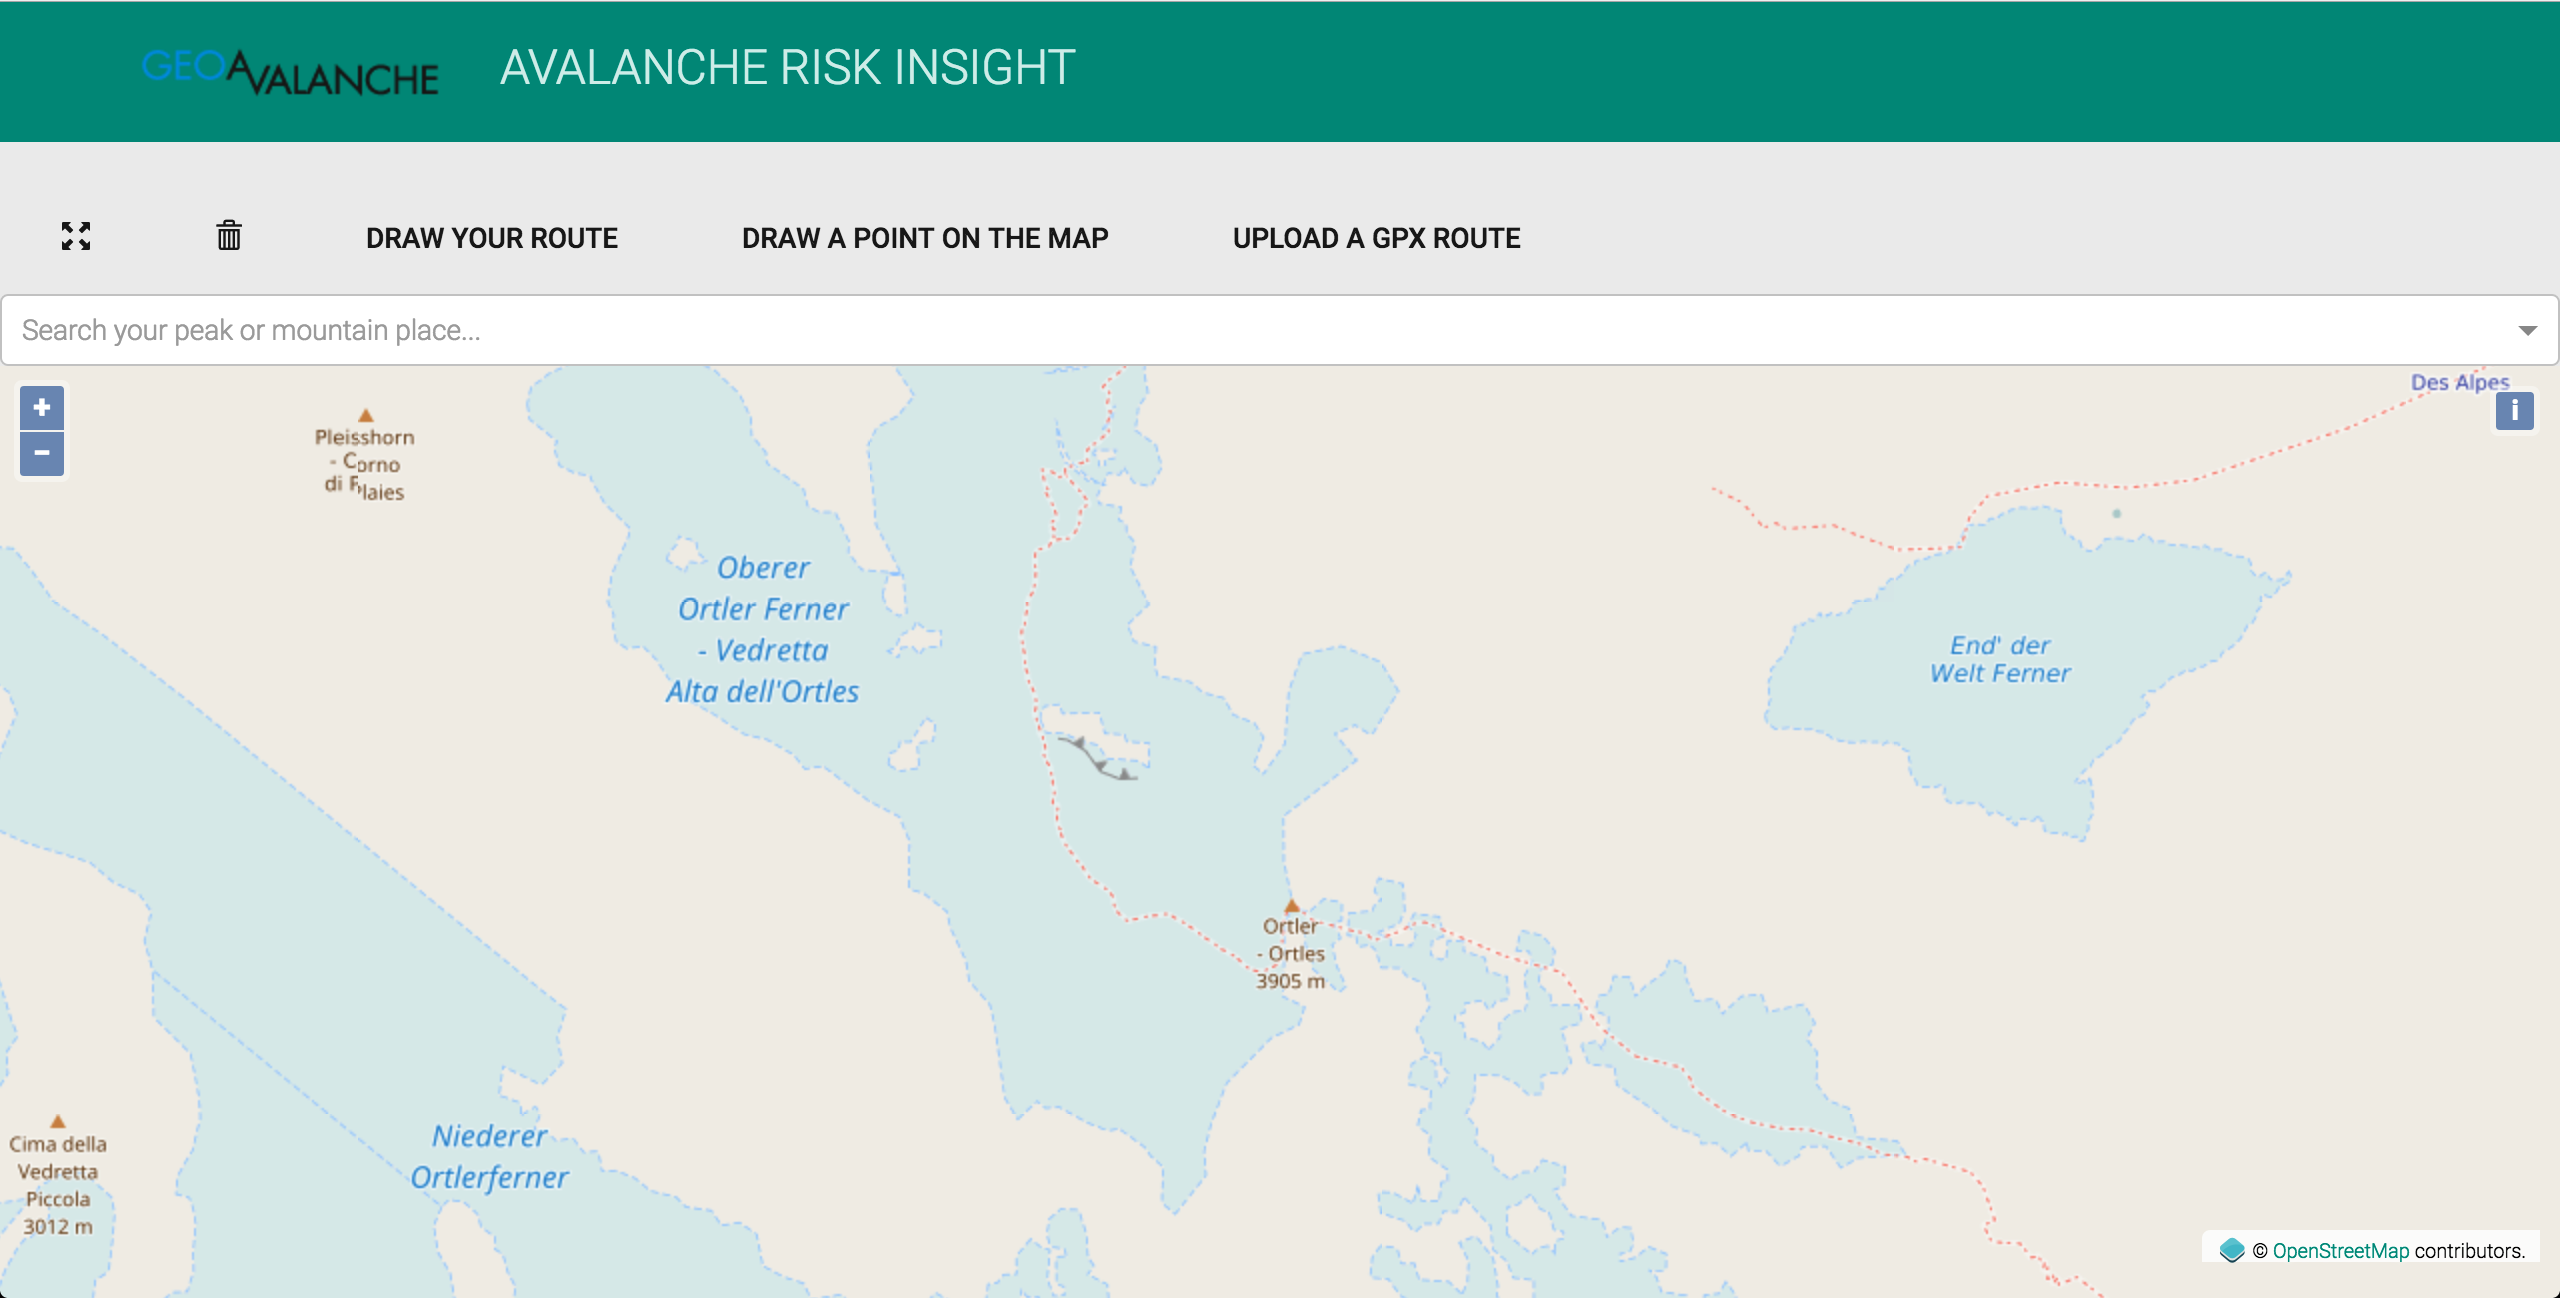 GEOAVALANCHE
AVALANCHE RISK INSIGHT
DRAW YOUR ROUTE
DRAW A POINT ON THE MAP
UPLOAD A GPX ROUTE
Search your peak or mountain place...
+
−
i
Des Alpes
Pleisshorn
- Corno
di Plaies
Oberer
Ortler Ferner
- Vedretta
Alta dell'Ortles
End' der
Welt Ferner
Ortler
- Ortles
3905 m
Niederer
Ortlerferner
Cima della
Vedretta
Piccola
3012 m
© OpenStreetMap contributors.